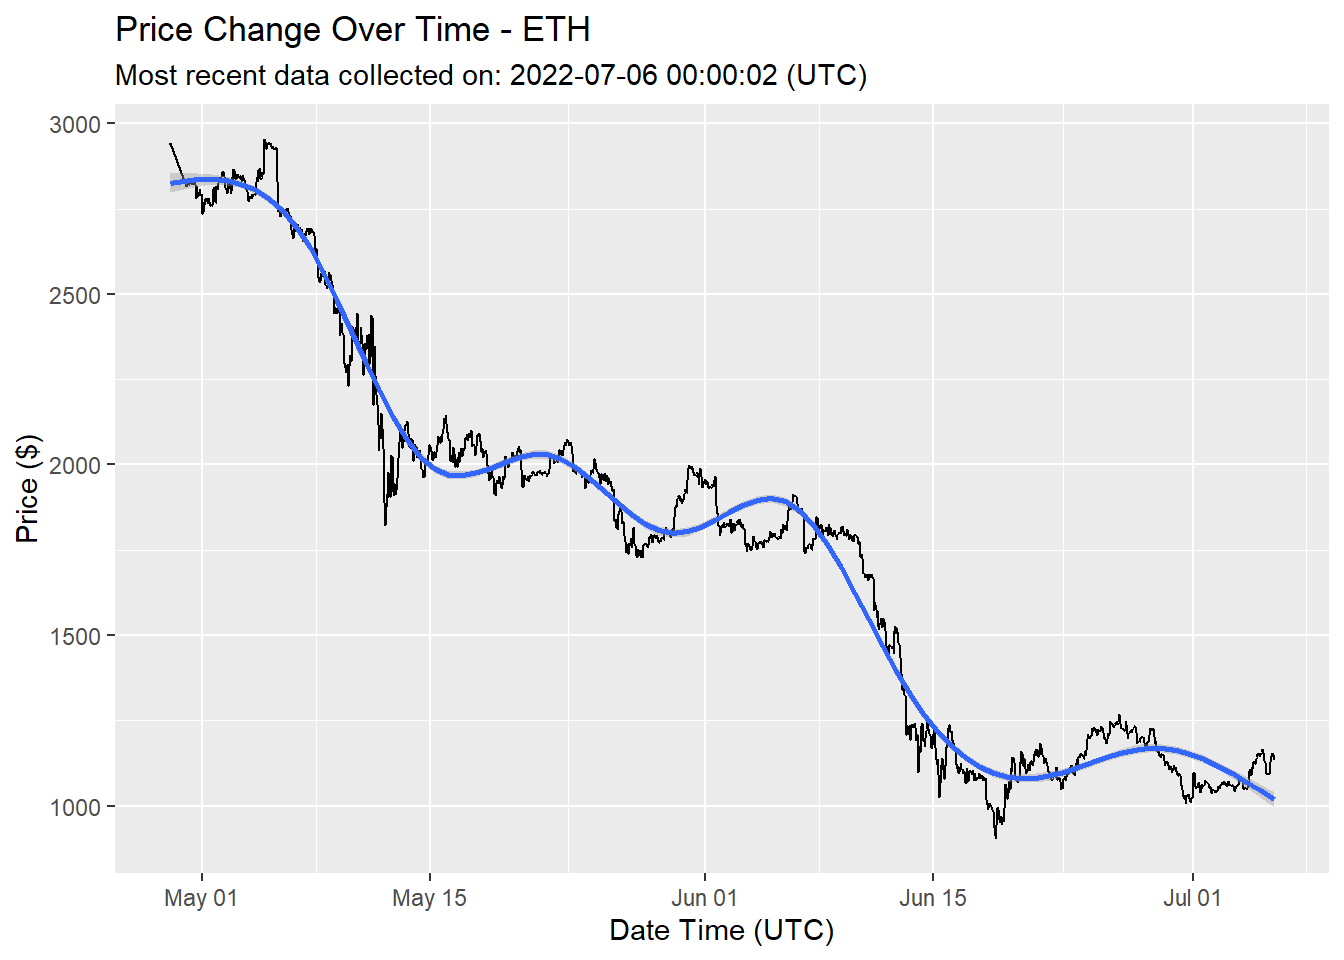 Price Change Over Time - ETH
Most recent data collected on: 2022-07-06 00:00:02 (UTC)
3000
2500
2000
1500
1000
Price ($)
May 01 May 15 Jun 01 Jun 15 Jul 01
Date Time (UTC)